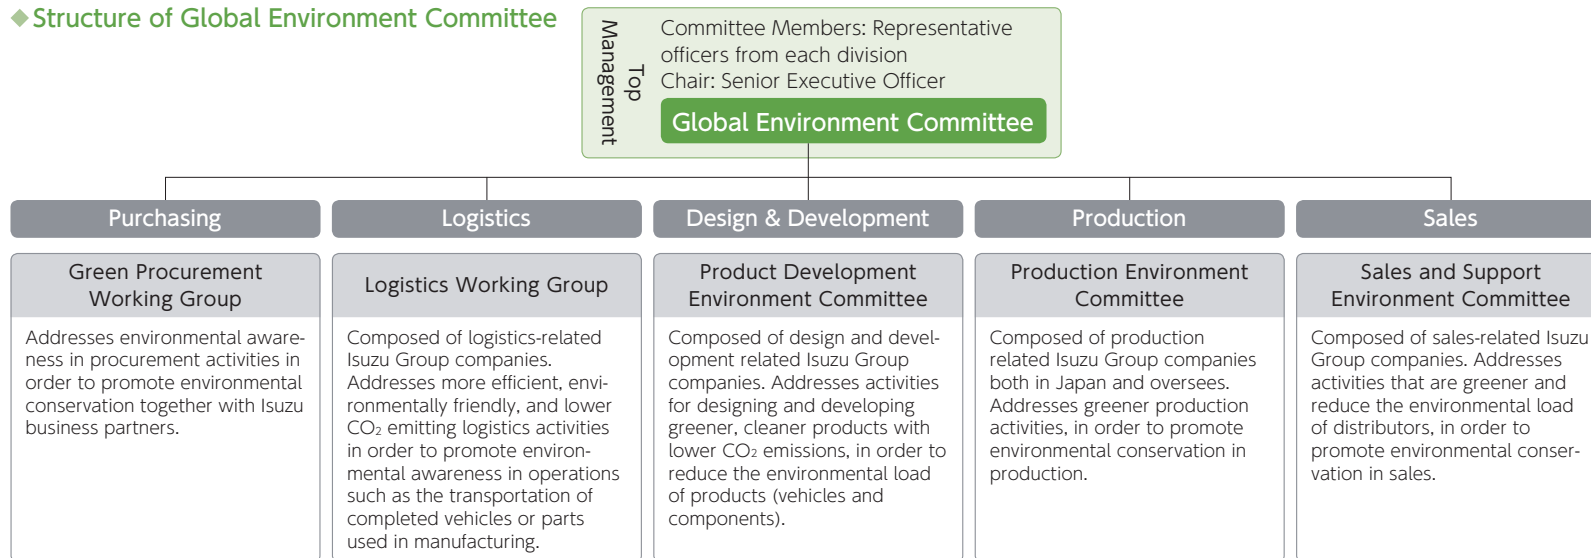 ◆Structure of Global Environment Committee
Top
Management
Committee Members: Representative
officers from each division
Chair: Senior Executive Officer
Global Environment Committee
Purchasing
Green Procurement
Working Group
Addresses environmental aware-
ness in procurement activities in
order to promote environmental
conservation together with Isuzu
business partners.
Logistics
Logistics Working Group
Composed of logistics-related
Isuzu Group companies.
Addresses more efficient, envi-
ronmentally friendly, and lower
CO₂ emitting logistics activities
in order to promote environ-
mental awareness in operations
such as the transportation of
completed vehicles or parts
used in manufacturing.
Design & Development
Product Development
Environment Committee
Composed of design and devel-
opment related Isuzu Group
companies. Addresses activities
for designing and developing
greener, cleaner products with
lower CO₂ emissions, in order to
reduce the environmental load
of products (vehicles and
components).
Production
Production Environment
Committee
Composed of production
related Isuzu Group companies
both in Japan and oversees.
Addresses greener production
activities, in order to promote
environmental conservation in
production.
Sales
Sales and Support
Environment Committee
Composed of sales-related Isuzu
Group companies. Addresses
activities that are greener and
reduce the environmental load
of distributors, in order to
promote environmental conser-
vation in sales.